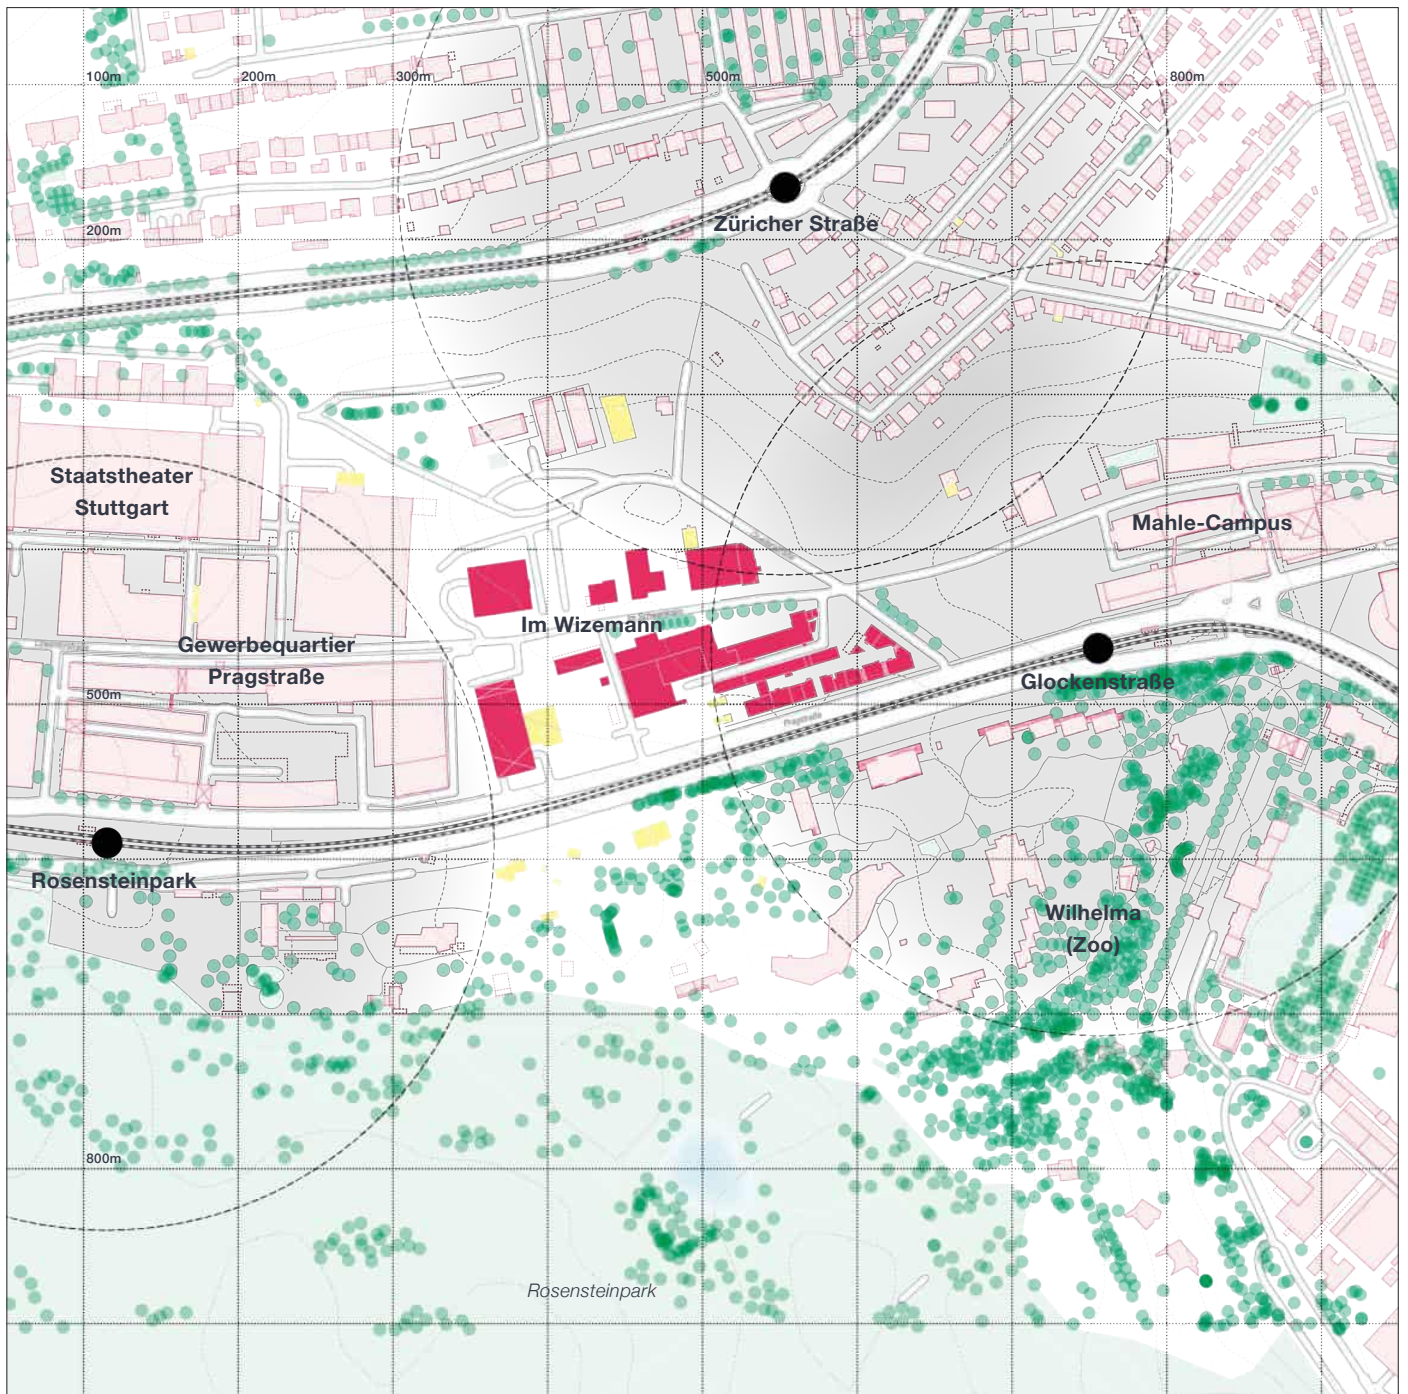 100m
200m
300m
500m
800m
Züricher Straße
200m
Staatstheater
Stuttgart
Mahle-Campus
Im Wizemann
Gewerbequartier
Pragstraße
Glockenstraße
500m
Pragstraße
Rosensteinpark
Wilhelma
(Zoo)
800m
Rosensteinpark